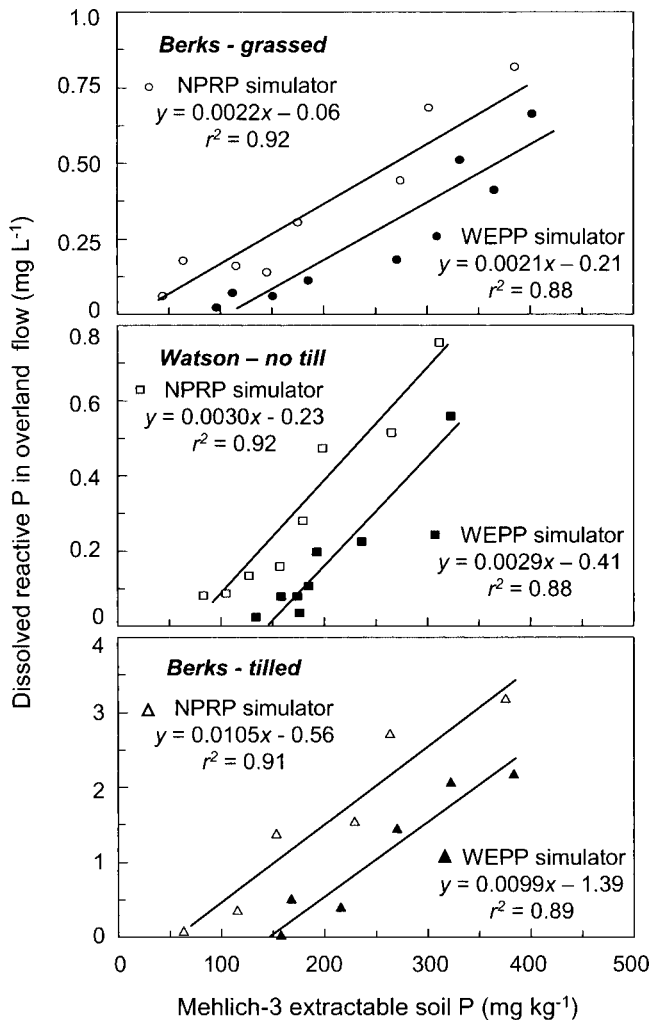 Dissolved reactive P in overland flow (mg L-1)
1.0
0.75
0.50
0.25
0
Berks - grassed
NPRP simulator
y = 0.0022x – 0.06
r2 = 0.92
WEPP simulator
y = 0.0021x – 0.21
r2 = 0.88
0.8
0.6
0.4
0.2
0
Watson – no till
NPRP simulator
y = 0.0030x - 0.23
r2 = 0.92
WEPP simulator
y = 0.0029x – 0.41
r2 = 0.88
4
3
2
1
0
Berks - tilled
NPRP simulator
y = 0.0105x - 0.56
r2 = 0.91
WEPP simulator
y = 0.0099x – 1.39
r2 = 0.89
0 100 200 300 400 500
Mehlich-3 extractable soil P (mg kg-1)